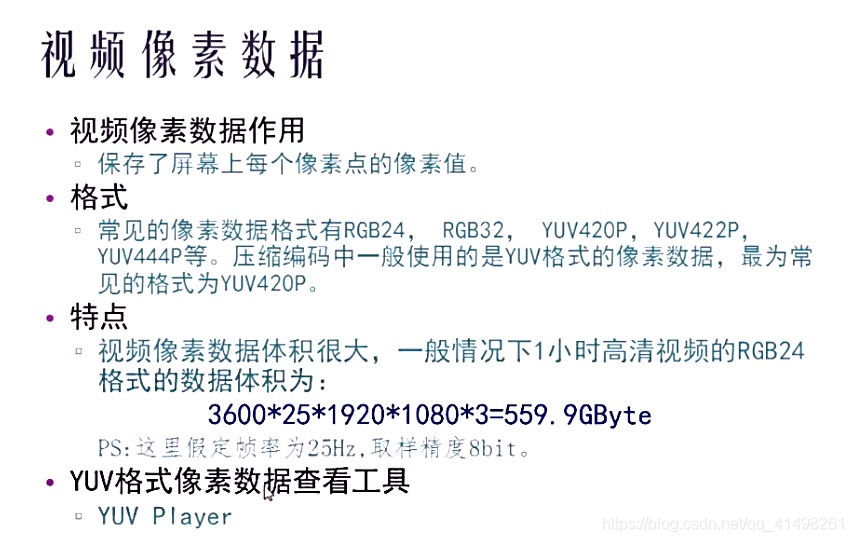 视频像素数据
视频像素数据作用
保存了屏幕上每个像素点的像素值。
格式
常见的像素数据格式有RGB24, RGB32, YUV420P,YUV422P,
YUV444P等。压缩编码中一般使用的是YUV格式的像素数据,最为常
见的格式为YUV420P。
特点
视频像素数据体积很大,一般情况下1小时高清视频的RGB24
格式的数据体积为:
3600*25*1920*1080*3=559.9GByte
PS:这里假定帧率为25Hz,取样精度8bit。
YUV格式像素数据查看工具
YUV Player
https://blog.csdn.net/qq_41498261